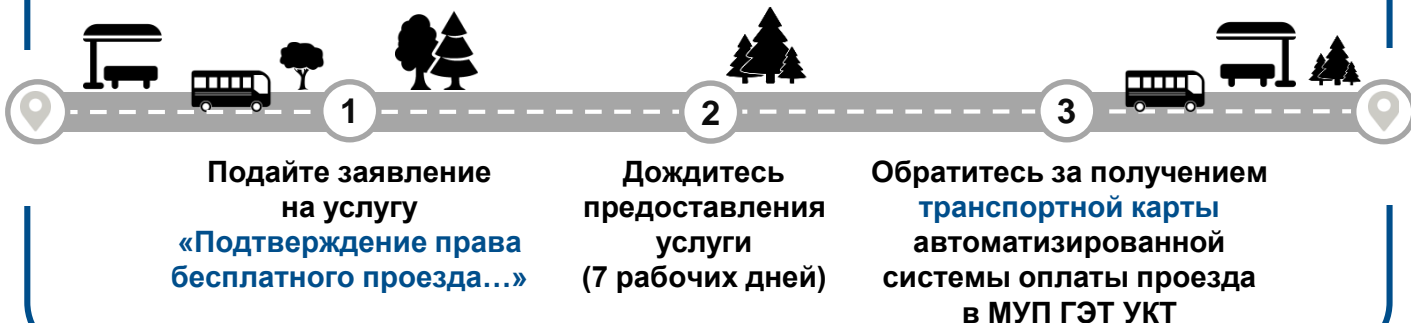 1
2
3
Подайте заявление
на услугу
«Подтверждение права
бесплатного проезда…»
Дождитесь
предоставления
услуги
(7 рабочих дней)
Обратитесь за получением
транспортной карты
автоматизированной
системы оплаты проезда
в МУП ГЭТ УКТ